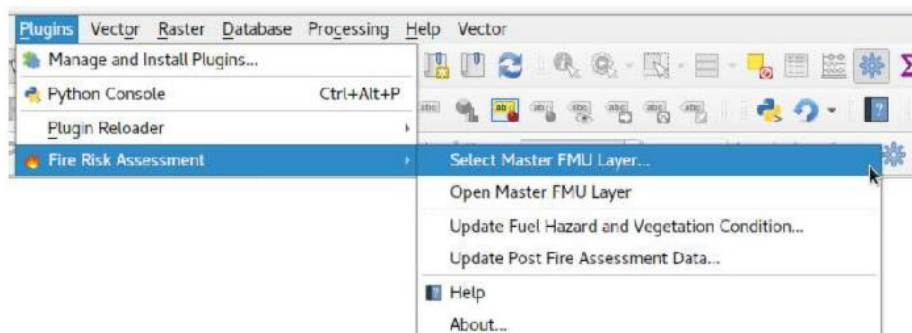 Plugins Vector Raster Database Processing Help Vector
Manage and Install Plugins...
Python Console Ctrl+Alt+P
Plugin Reloader
Fire Risk Assessment
Select Master FMU Layer...
Open Master FMU Layer
Update Fuel Hazard and Vegetation Condition...
Update Post Fire Assessment Data...
Help
About...